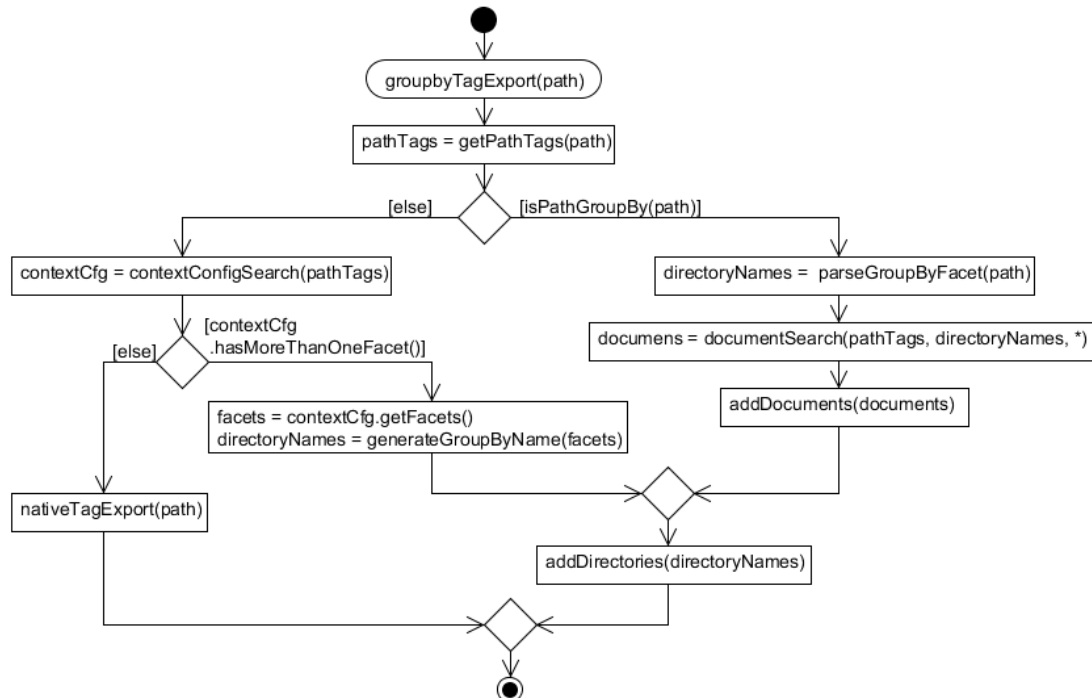 groupbyTagExport(path)
pathTags = getPathTags(path)
[else]
[isPathGroupBy(path)]
contextCfg = contextConfigSearch(pathTags)
directoryNames =  parseGroupByFacet(path)
[contextCfg
.hasMoreThanOneFacet()]
[else]
documens = documentSearch(pathTags, directoryNames, *)
facets = contextCfg.getFacets()
directoryNames = generateGroupByName(facets)
addDocuments(documents)
nativeTagExport(path)
addDirectories(directoryNames)